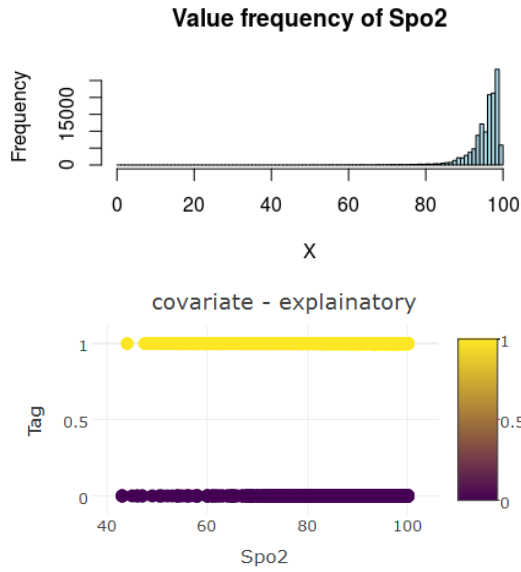 Value frequency of Spo2
Frequency
15000
0
0 20 40 60 80 100
X
covariate - explainatory
1
0.5
0
Tag
40 60 80 100
Spo2
1
0.5
0